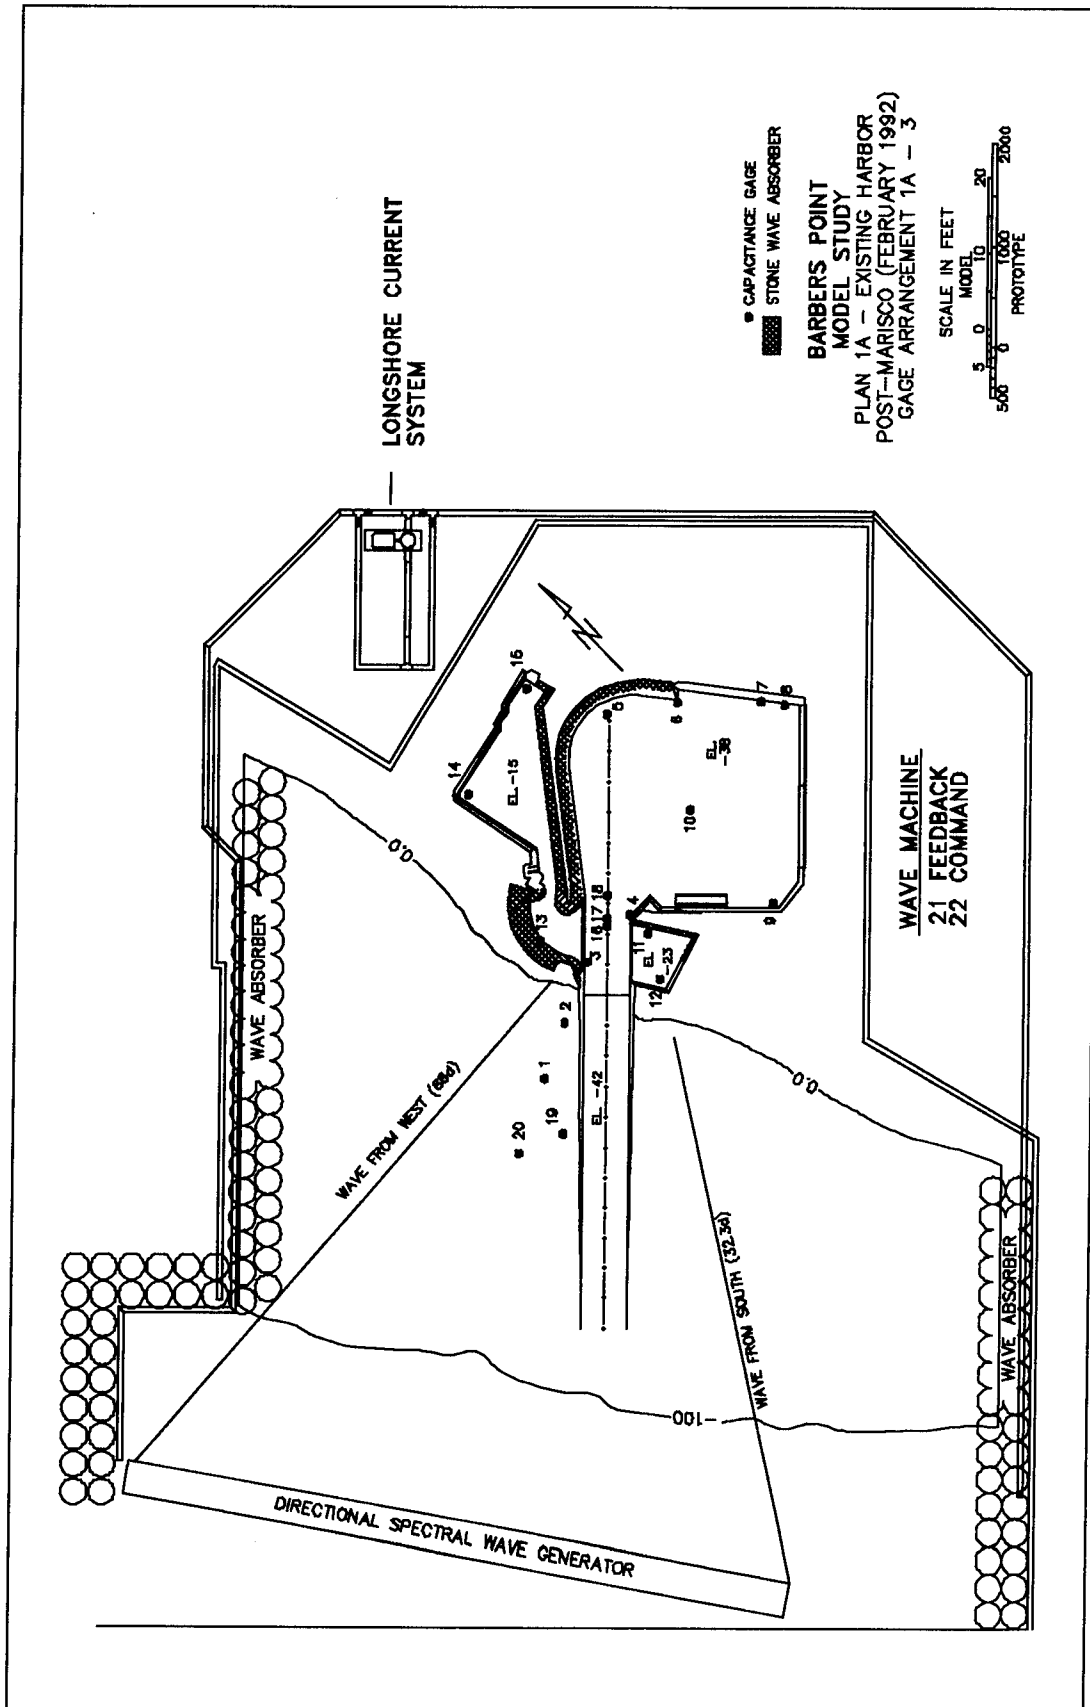 LONGSHORE CURRENT
SYSTEM
CAPACITANCE GAGE
STONE WAVE ABSORBER
BARBERS POINT
MODEL STUDY
PLAN 1A - EXISTING HARBOR
POST-MARISCO (FEBRUARY 1992)
GAGE ARRANGEMENT 1A - 3
SCALE IN FEET
MODEL
5 0 10 20
500 0 1000 2000
PROTOTYPE
WAVE MACHINE
21 FEEDBACK
22 COMMAND
WAVE ABSORBER
WAVE ABSORBER
DIRECTIONAL SPECTRAL WAVE GENERATOR
WAVE FROM WEST (68d)
WAVE FROM SOUTH (32.3d)
0.0
0.0
-100
N
EL -42
EL.-15
EL.
-38
EL
-23
1
2
3
4
5
6
7
8
9
10
11
12
13
14
15
16 17 18
19
20